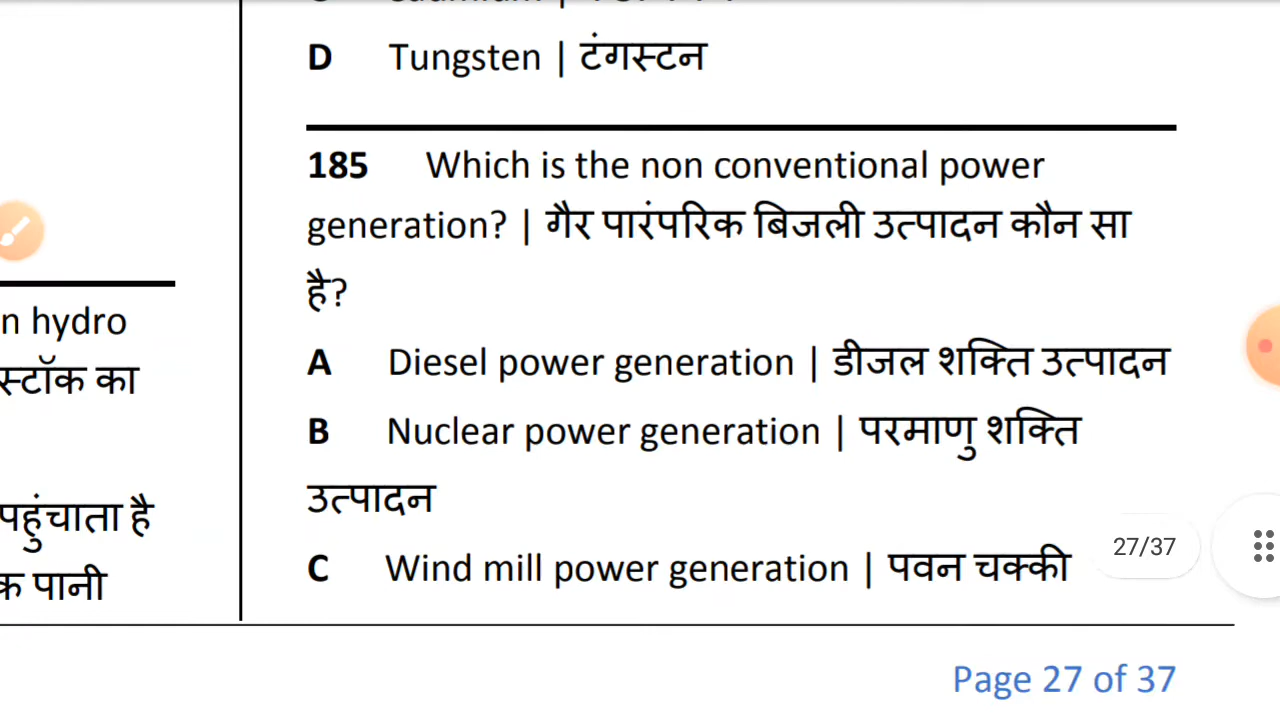 D Tungsten | टंगस्टन
185 Which is the non conventional power
generation? | गैर पारंपरिक बिजली उत्पादन कौन सा
है?
A Diesel power generation | डीजल शक्ति उत्पादन
B Nuclear power generation | परमाणु शक्ति
उत्पादन
C Wind mill power generation | पवन चक्की
n hydro
स्टॉक का
पहुंचाता है
क पानी
27/37
Page 27 of 37